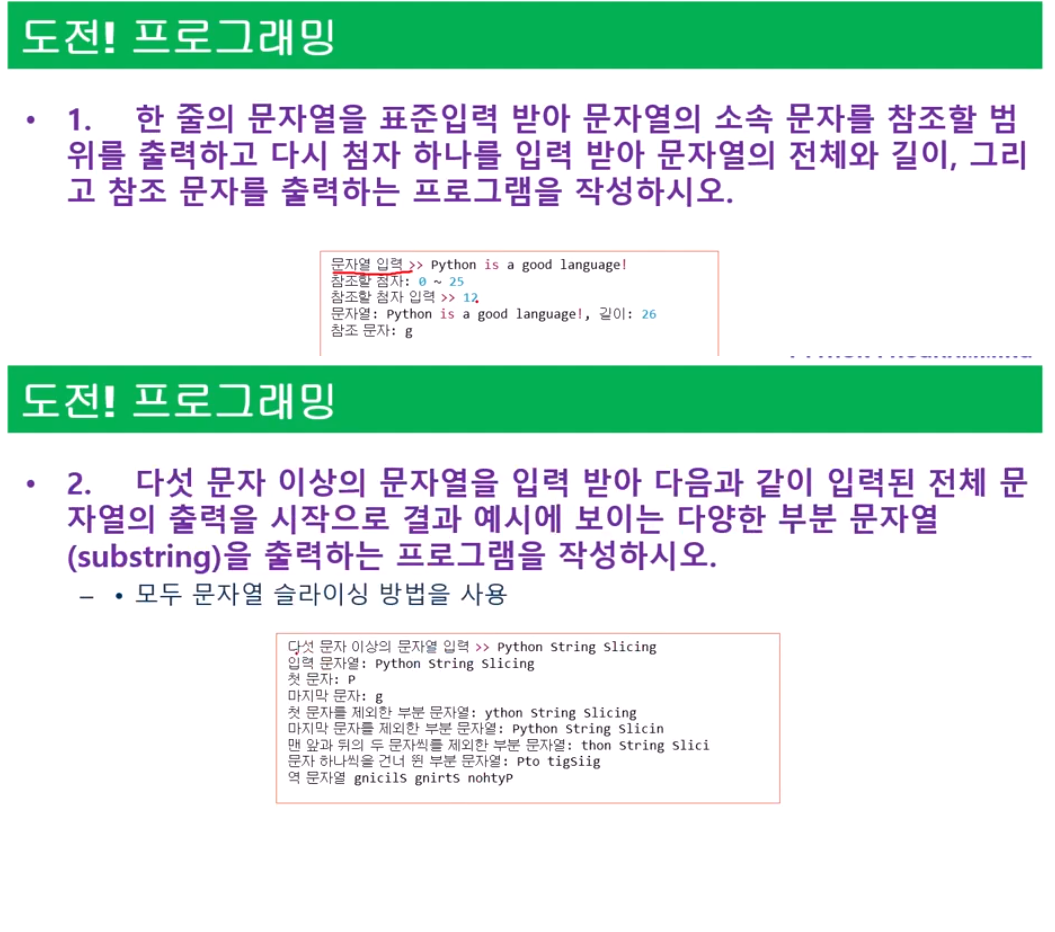 도전! 프로그래밍
• 1. 한 줄의 문자열을 표준입력 받아 문자열의 소속 문자를 참조할 범
위를 출력하고 다시 첨자 하나를 입력 받아 문자열의 전체와 길이, 그리
고 참조 문자를 출력하는 프로그램을 작성하시오.
문자열 입력 >> Python is a good language!
참조할 첨자: 0 ~ 25
참조할 첨자 입력 >> 12
문자열: Python is a good language!, 길이: 26
참조 문자: g
도전! 프로그래밍
• 2. 다섯 문자 이상의 문자열을 입력 받아 다음과 같이 입력된 전체 문
자열의 출력을 시작으로 결과 예시에 보이는 다양한 부분 문자열
(substring)을 출력하는 프로그램을 작성하시오.
– • 모두 문자열 슬라이싱 방법을 사용
다섯 문자 이상의 문자열 입력 >> Python String Slicing
입력 문자열: Python String Slicing
첫 문자: P
마지막 문자: g
첫 문자를 제외한 부분 문자열: ython String Slicing
마지막 문자를 제외한 부분 문자열: Python String Slicin
맨 앞과 뒤의 두 문자씩를 제외한 부분 문자열: thon String Slici
문자 하나씩을 건너 뛴 부분 문자열: Pto tigSiig
역 문자열 gnicilS gnirtS nohtyP